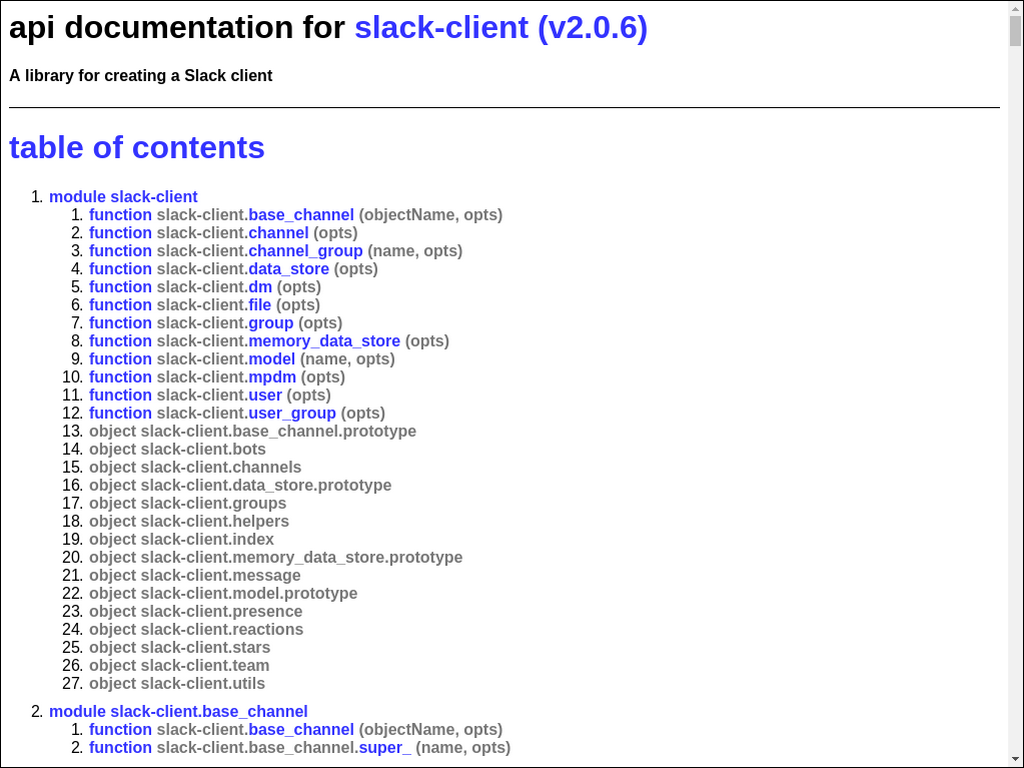 api documentation for slack-client (v2.0.6)
A library for creating a Slack client
table of contents
1. module slack-client
1. function slack-client.base_channel (objectName, opts)
2. function slack-client.channel (opts)
3. function slack-client.channel_group (name, opts)
4. function slack-client.data_store (opts)
5. function slack-client.dm (opts)
6. function slack-client.file (opts)
7. function slack-client.group (opts)
8. function slack-client.memory_data_store (opts)
9. function slack-client.model (name, opts)
10. function slack-client.mpdm (opts)
11. function slack-client.user (opts)
12. function slack-client.user_group (opts)
13. object slack-client.base_channel.prototype
14. object slack-client.bots
15. object slack-client.channels
16. object slack-client.data_store.prototype
17. object slack-client.groups
18. object slack-client.helpers
19. object slack-client.index
20. object slack-client.memory_data_store.prototype
21. object slack-client.message
22. object slack-client.model.prototype
23. object slack-client.presence
24. object slack-client.reactions
25. object slack-client.stars
26. object slack-client.team
27. object slack-client.utils
2. module slack-client.base_channel
1. function slack-client.base_channel (objectName, opts)
2. function slack-client.base_channel.super_ (name, opts)